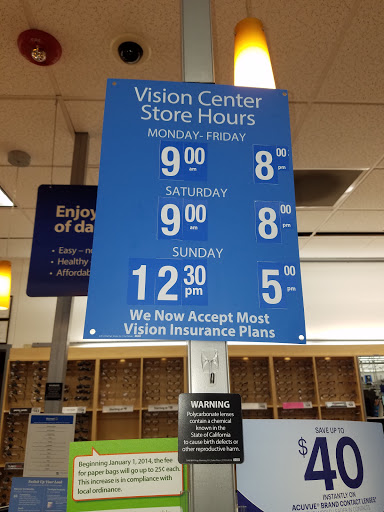 Vision Center
Store Hours
MONDAY- FRIDAY
9 00 am 8 00 pm
SATURDAY
9 00 am 8 00 pm
SUNDAY
12 30 pm 5 00 pm
We Now Accept Most
Vision Insurance Plans
Enjoy
of da
Easy – n
Healthy
Affordab
WARNING
Polycarbonate lenses
contain a chemical
known in the
State of California
to cause birth defects or
other reproductive harm.
Beginning January 1, 2014, the fee
for paper bags will go up to 25¢ each.
This increase is in compliance with
local ordinance.
SAVE UP TO
$40
INSTANTLY ON
ACUVUE® BRAND CONTACT LENSES!